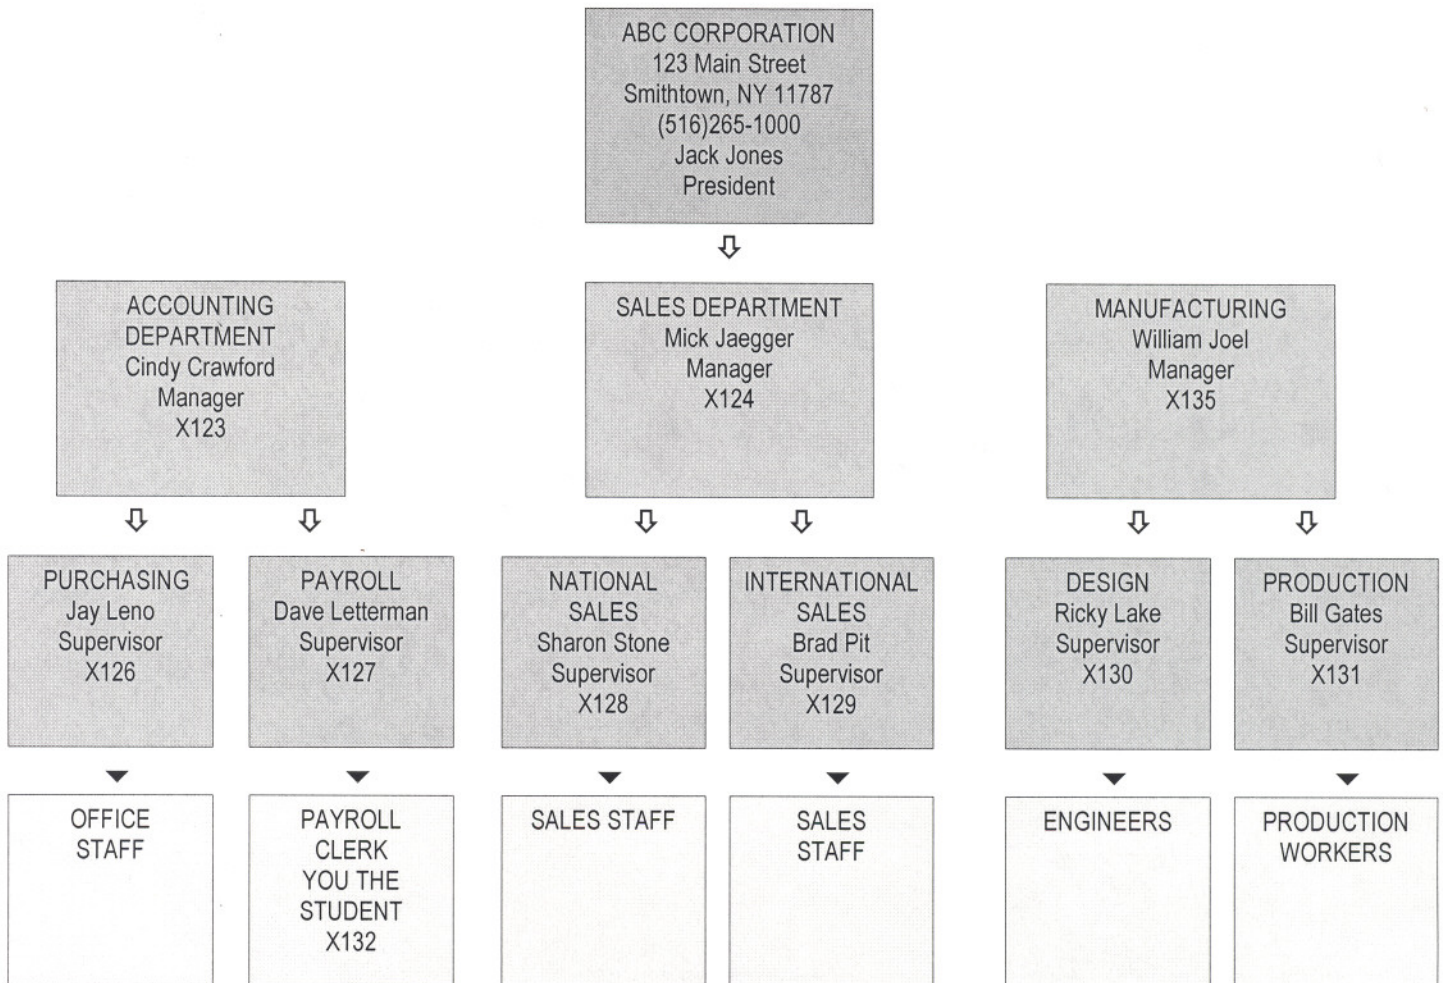 ABC CORPORATION
123 Main Street
Smithtown, NY 11787
(516)265-1000
Jack Jones
President
ACCOUNTING
DEPARTMENT
Cindy Crawford
Manager
X123
SALES DEPARTMENT
Mick Jaegger
Manager
X124
MANUFACTURING
William Joel
Manager
X135
PURCHASING
Jay Leno
Supervisor
X126
PAYROLL
Dave Letterman
Supervisor
X127
NATIONAL
SALES
Sharon Stone
Supervisor
X128
INTERNATIONAL
SALES
Brad Pit
Supervisor
X129
DESIGN
Ricky Lake
Supervisor
X130
PRODUCTION
Bill Gates
Supervisor
X131
OFFICE
STAFF
PAYROLL
CLERK
YOU THE
STUDENT
X132
SALES STAFF
SALES
STAFF
ENGINEERS
PRODUCTION
WORKERS